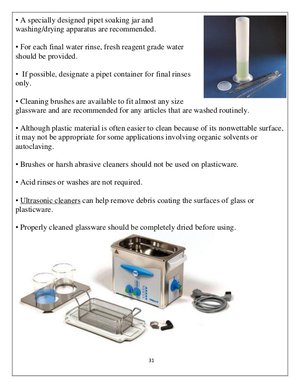 • A specially designed pipet soaking jar and
washing/drying apparatus are recommended.
• For each final water rinse, fresh reagent grade water
should be provided.
• If possible, designate a pipet container for final rinses
only.
• Cleaning brushes are available to fit almost any size
glassware and are recommended for any articles that are washed routinely.
• Although plastic material is often easier to clean because of its nonwettable surface,
it may not be appropriate for some applications involving organic solvents or
autoclaving.
• Brushes or harsh abrasive cleaners should not be used on plasticware.
• Acid rinses or washes are not required.
• Ultrasonic cleaners can help remove debris coating the surfaces of glass or
plasticware.
• Properly cleaned glassware should be completely dried before using.
31